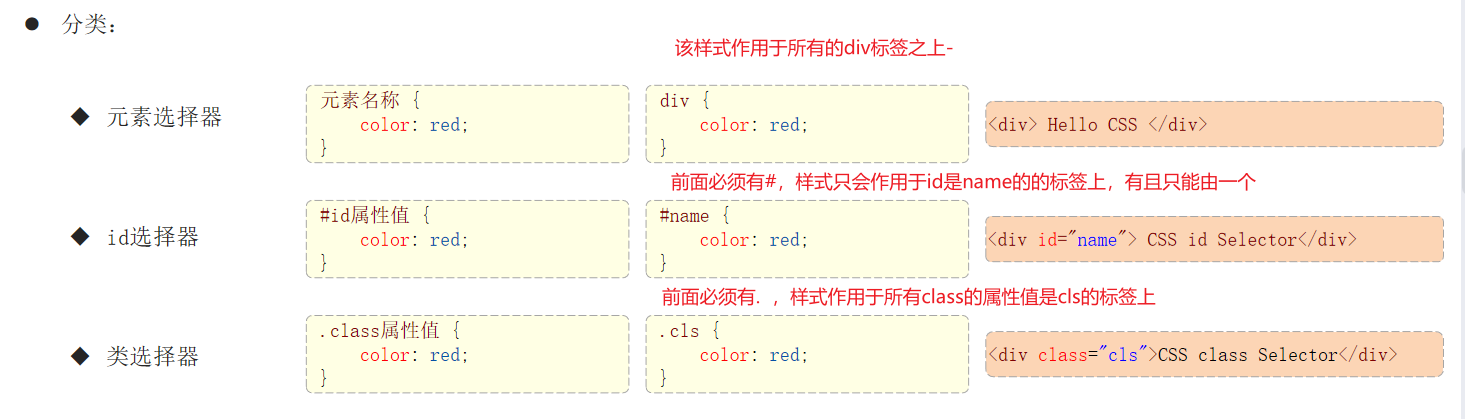 ● 分类：
该样式作用于所有的div标签之上-
◆ 元素选择器
元素名称 {
    color: red;
}
div {
    color: red;
}
<div> Hello CSS </div>
前面必须有#，样式只会作用于id是name的的标签上，有且只能由一个
◆ id选择器
#id属性值 {
    color: red;
}
#name {
    color: red;
}
<div id="name"> CSS id Selector</div>
前面必须有. ，样式作用于所有class的属性值是cls的标签上
◆ 类选择器
.class属性值 {
    color: red;
}
.cls {
    color: red;
}
<div class="cls">CSS class Selector</div>